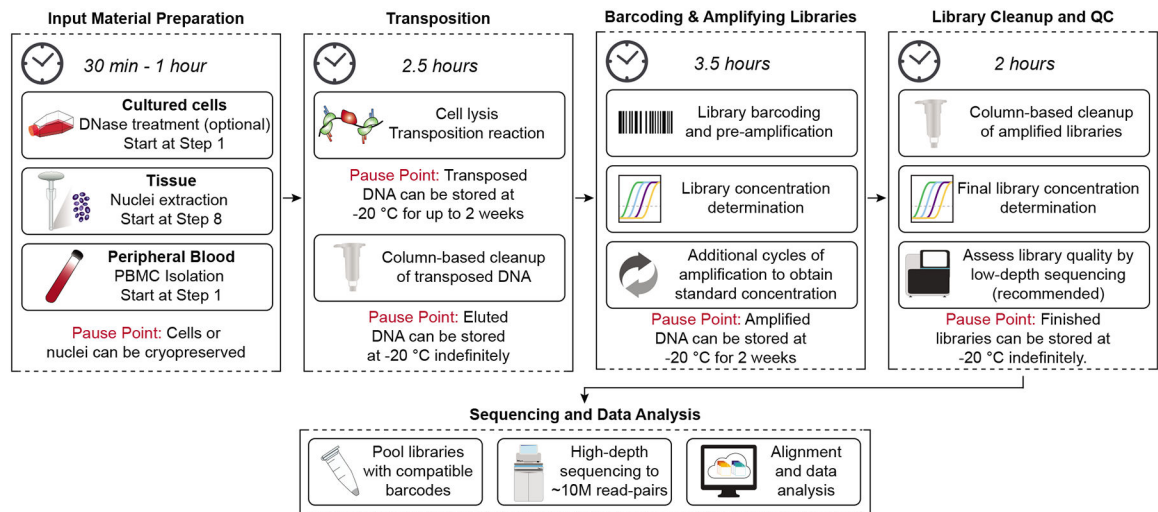 Input Material Preparation
30 min - 1 hour
Cultured cells
DNase treatment (optional)
Start at Step 1
Tissue
Nuclei extraction
Start at Step 8
Peripheral Blood
PBMC Isolation
Start at Step 1
Pause Point: Cells or
nuclei can be cryopreserved
Transposition
2.5 hours
Cell lysis
Transposition reaction
Pause Point: Transposed
DNA can be stored at
-20 °C for up to 2 weeks
Column-based cleanup
of transposed DNA
Pause Point: Eluted
DNA can be stored
at -20 °C indefinitely
Barcoding & Amplifying Libraries
3.5 hours
Library barcoding
and pre-amplification
Library concentration
determination
Additional cycles of
amplification to obtain
standard concentration
Pause Point: Amplified
DNA can be stored at
-20 °C for 2 weeks
Library Cleanup and QC
2 hours
Column-based cleanup
of amplified libraries
Final library concentration
determination
Assess library quality by
low-depth sequencing
(recommended)
Pause Point: Finished
libraries can be stored at
-20 °C indefinitely.
Sequencing and Data Analysis
Pool libraries
with compatible
barcodes
High-depth
sequencing to
~10M read-pairs
Alignment
and data
analysis